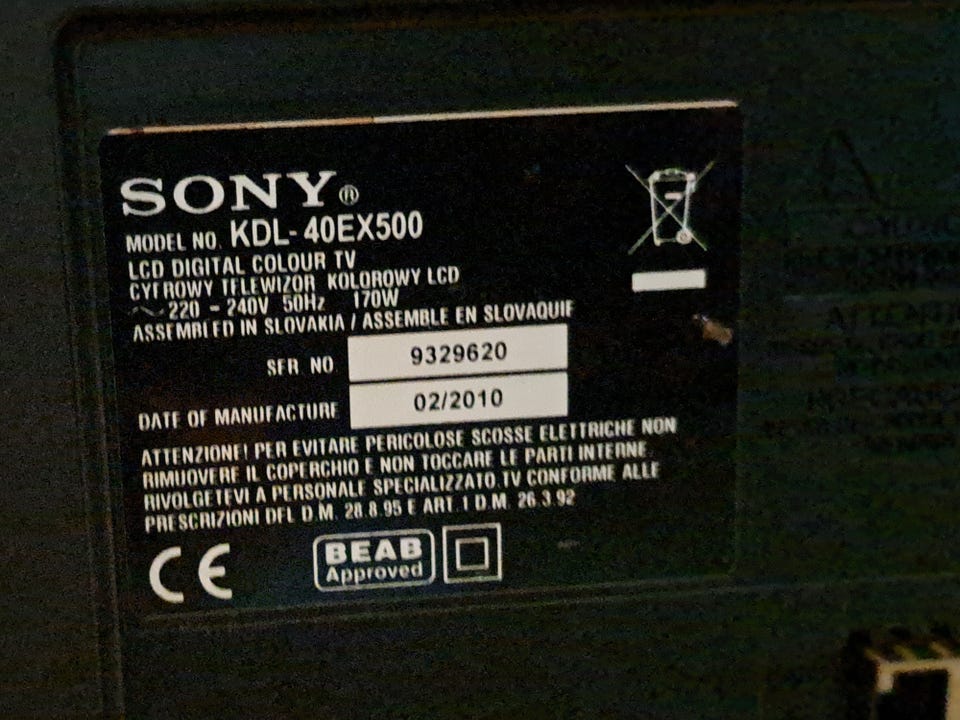 SONY®
MODEL NO. KDL-40EX500
LCD DIGITAL COLOUR TV
CYFROWY TELEWIZOR KOLOROWY LCD
~ 220 - 240V 50Hz 170W
ASSEMBLED IN SLOVAKIA / ASSEMBLE EN SLOVAQUIE
SER NO 9329620
DATE OF MANUFACTURE 02/2010
ATTENZIONE! PER EVITARE PERICOLOSE SCOSSE ELETTRICHE NON
RIMUOVERE IL COPERCHIO E NON TOCCARE LE PARTI INTERNE.
RIVOLGETEVI A PERSONALE SPECIALIZZATO.TV CONFORME ALLE
PRESCRIZIONI DEL D.M. 28.8.95 E ART.1 D.M. 26.3.92
CE
BEAB
Approved